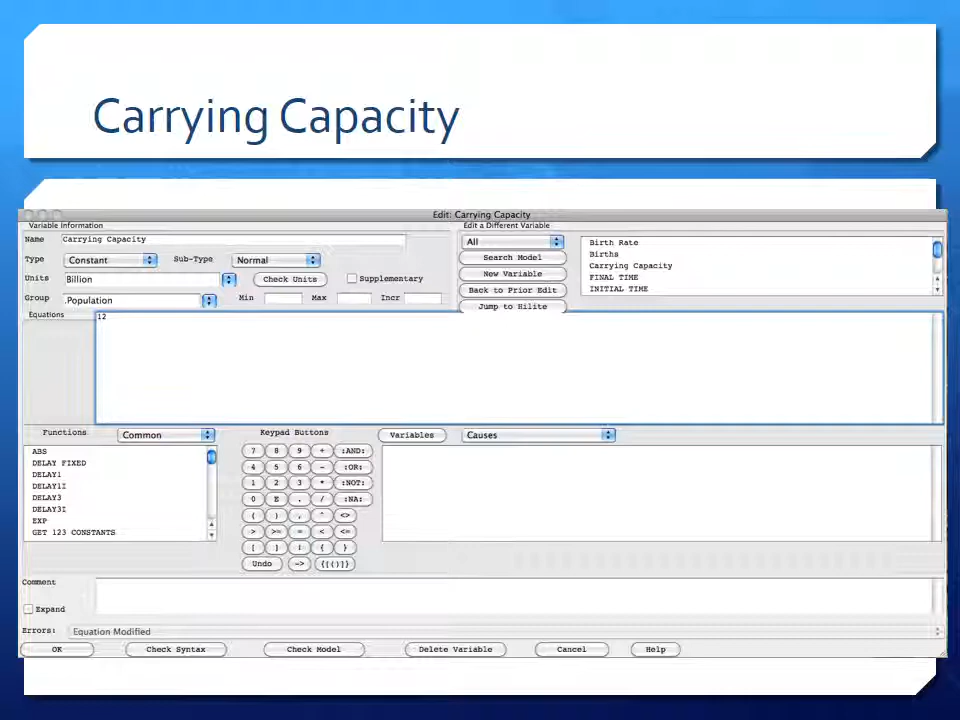 Carrying Capacity
Edit: Carrying Capacity
Variable Information
Edit a Different Variable
Name Carrying Capacity
All
Birth Rate
Births
Carrying Capacity
FINAL TIME
INITIAL TIME
Type Constant Sub-Type Normal
Search Model
Units Billion Check Units Supplementary
New Variable
Group .Population Min Max Incr
Back to Prior Edit
Jump to Hilite
Equations 12
Functions Common
Keypad Buttons
Variables Causes
ABS
DELAY FIXED
DELAY1
DELAY1I
DELAY3
DELAY3I
EXP
GET 123 CONSTANTS
7 8 9 + :AND:
4 5 6 - :OR:
1 2 3 * :NOT:
0 E . / :NA:
( ) , ^ <>
> >= = < <=
[ ] ! { }
Undo -> {[()]}
Comment
Expand
Errors: Equation Modified
OK Check Syntax Check Model Delete Variable Cancel Help